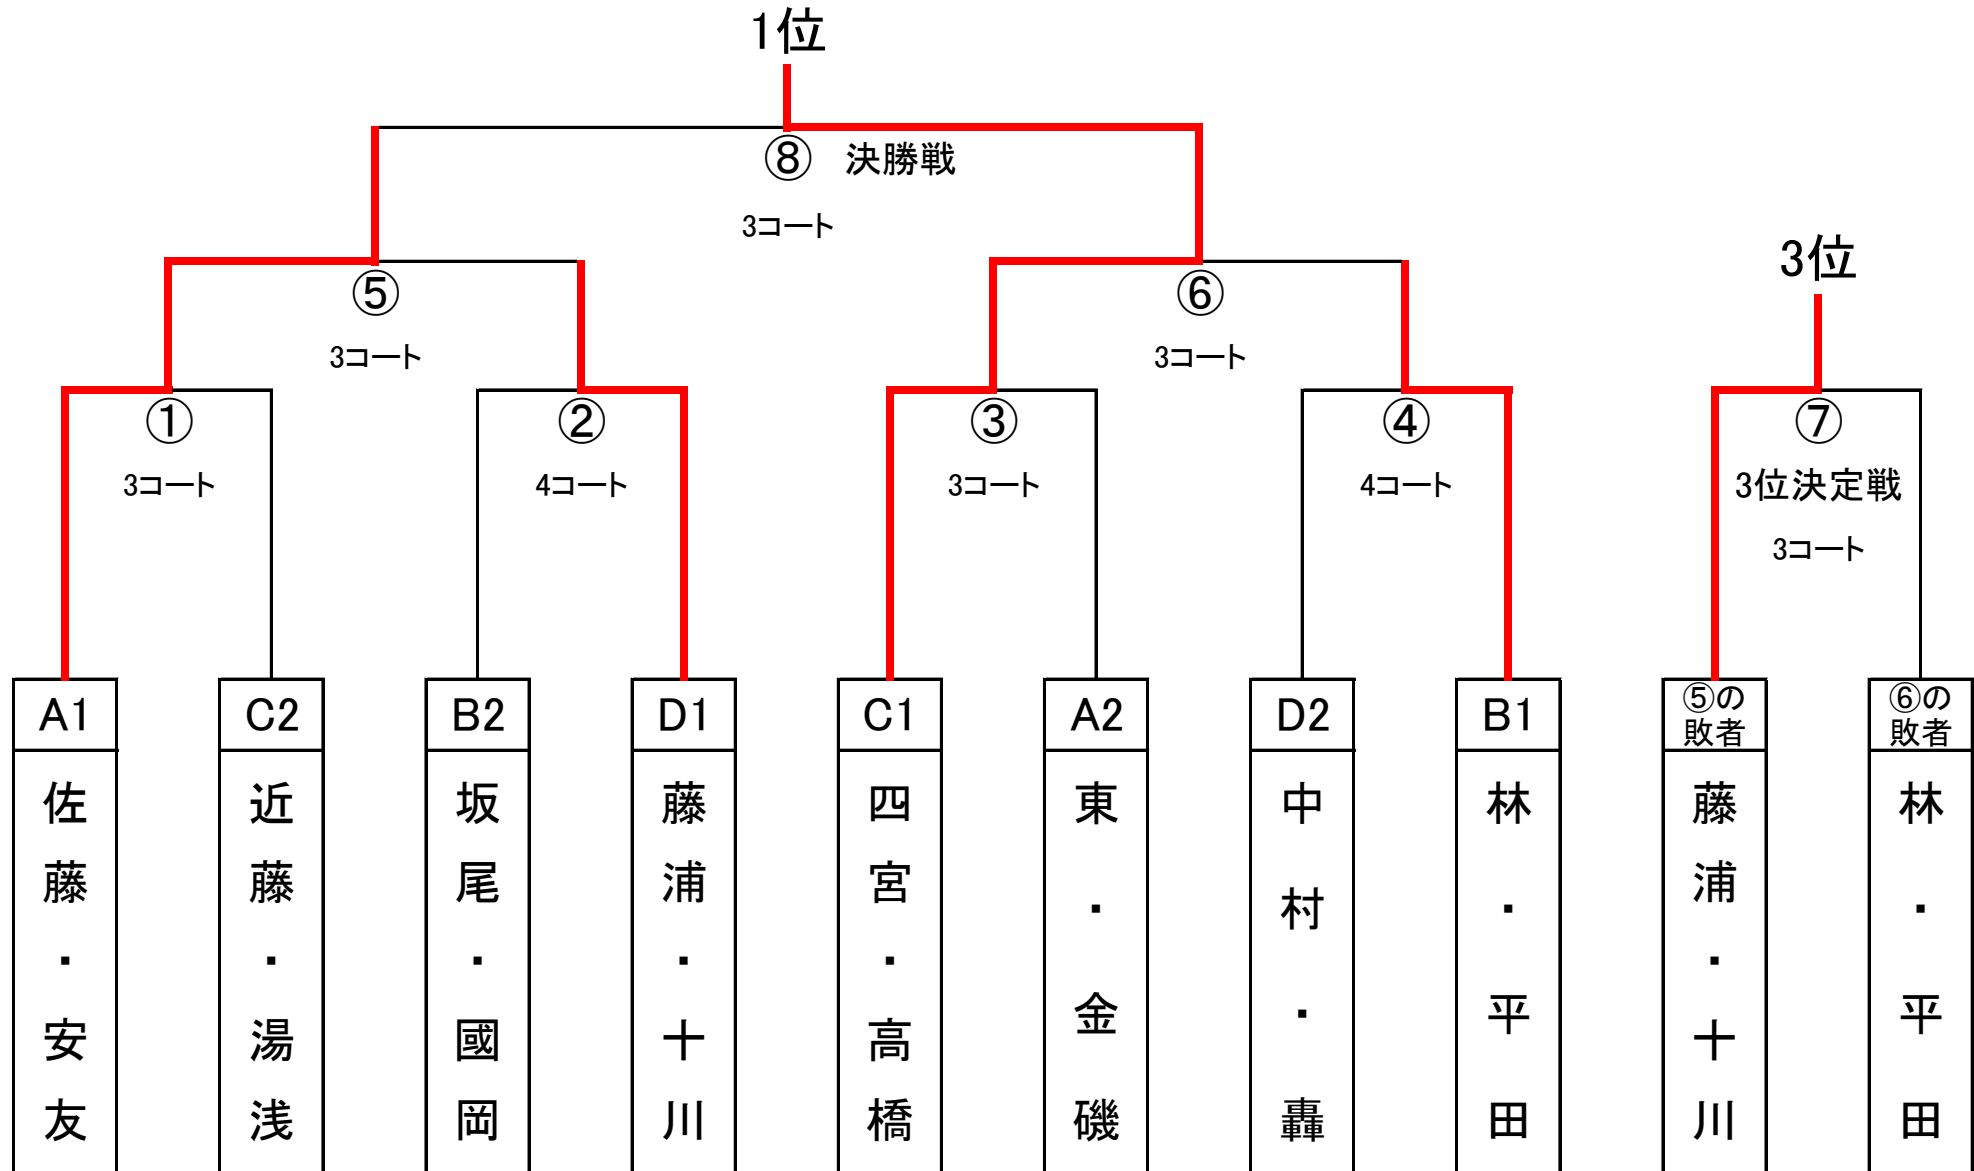 1位
⑧ 決勝戦
3コート
3位
⑤
3コート
⑥
3コート
①
3コート
②
4コート
③
3コート
④
4コート
⑦
3位決定戦
3コート
A1
佐藤・安友
C2
近藤・湯浅
B2
坂尾・國岡
D1
藤浦・十川
C1
四宮・高橋
A2
東・金磯
D2
中村・轟
B1
林・平田
⑤の
敗者
藤浦・十川
⑥の
敗者
林・平田